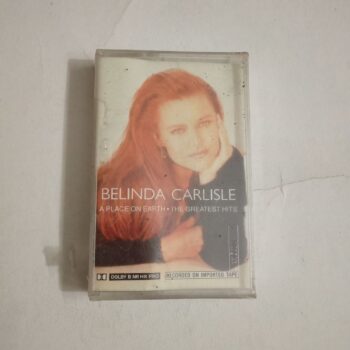 BELINDA CARLISLE
A PLACE ON EARTH • THE GREATEST HITS
DOLBY B NR HX PRO
RECORDED ON IMPORTED TAPE